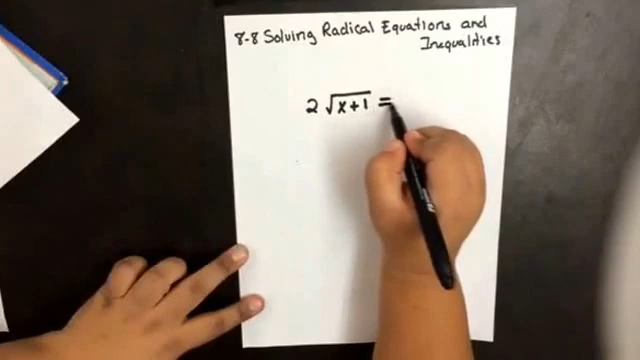 8-8 Solving Radical Equations and
Inequalities
2 √x+1 =